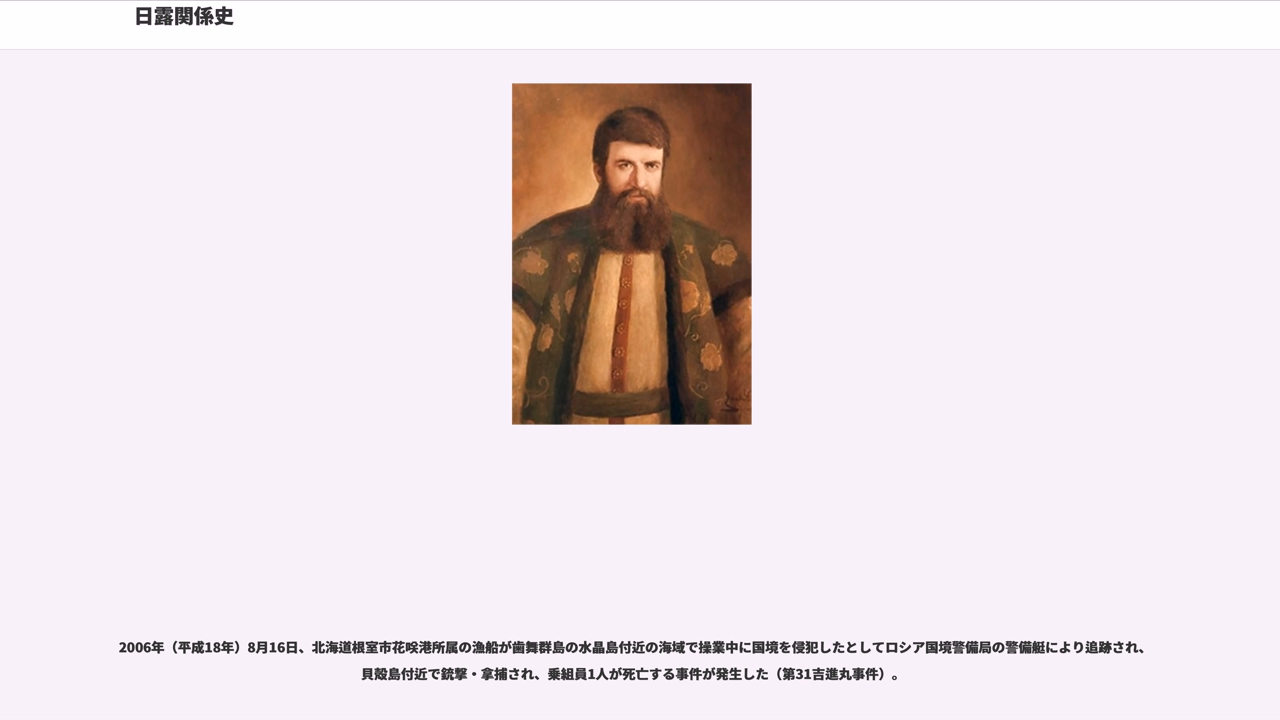 日露関係史
2006年（平成18年）8月16日、北海道根室市花咲港所属の漁船が歯舞群島の水晶島付近の海域で操業中に国境を侵犯したとしてロシア国境警備局の警備艇により追跡され、
貝殻島付近で銃撃・拿捕され、乗組員1人が死亡する事件が発生した（第31吉進丸事件）。